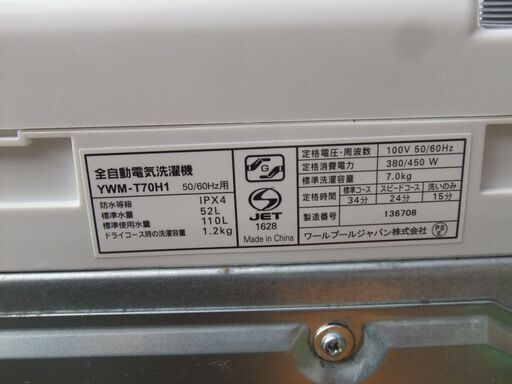 全自動電気洗濯機
YWM-T70H1 50/60Hz用
防水等級 IPX4
標準水量 52L
標準使用水量 110L
ドライコース時の洗濯容量 1.2kg
G
S
JET
1628
Made in China
定格電圧・周波数 100V 50/60Hz
定格消費電力 380/450 W
標準洗濯容量 7.0kg
定格時間 標準コース スピードコース 洗いのみ
34分 24分 15分
製造番号 136708
ワールプールジャパン株式会社 PSE